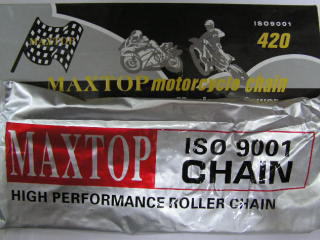 ISO9001
420
MAXTOP motorcycle chain
MAXTOP
ISO 9001
CHAIN
HIGH PERFORMANCE ROLLER CHAIN